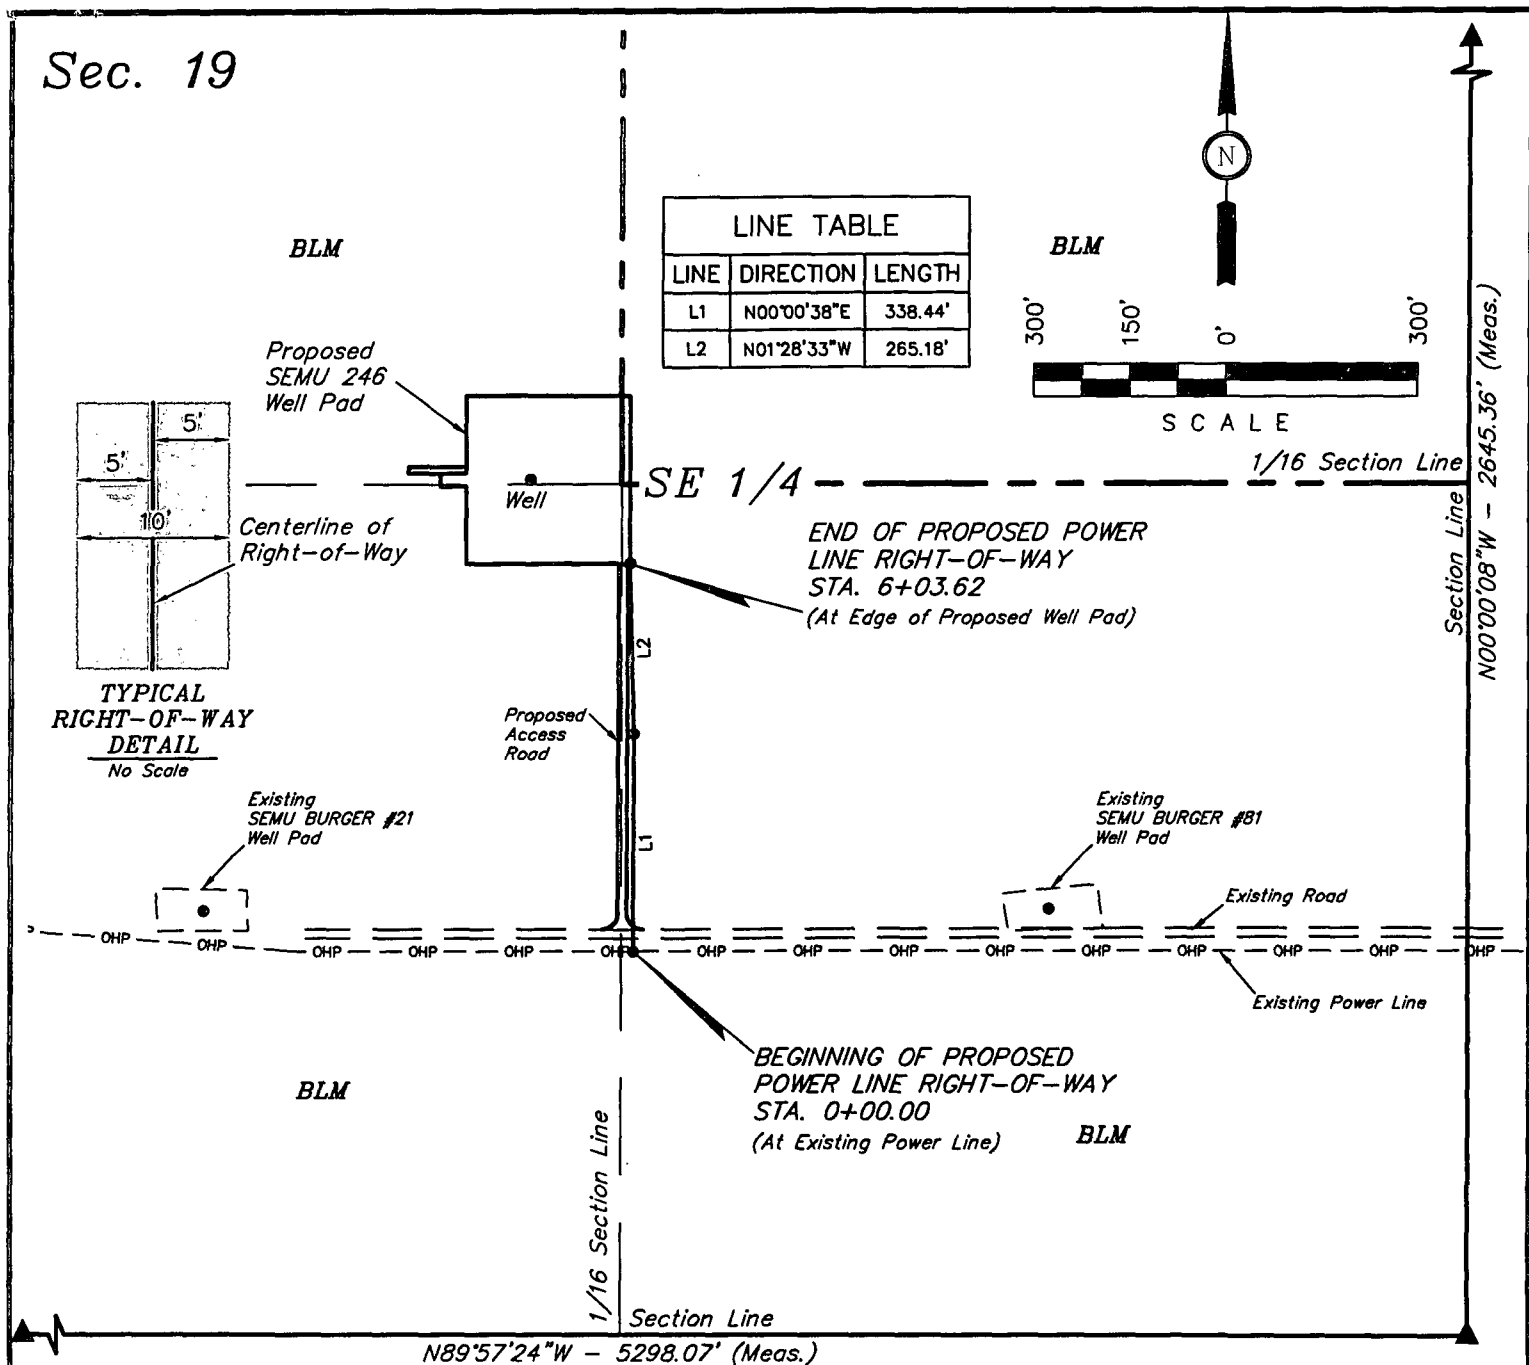 Sec. 19
N
BLM
LINE TABLE
LINE DIRECTION LENGTH
L1 N00°00'38"E 338.44'
L2 N01°28'33"W 265.18'
BLM
300' 150' 0' 300'
SCALE
Proposed
SEMU 246
Well Pad
5'
5'
10'
Centerline of
Right-of-Way
TYPICAL
RIGHT-OF-WAY
DETAIL
No Scale
Well
SE 1/4
1/16 Section Line
Section Line
N00°00'08"W - 2645.36' (Meas.)
END OF PROPOSED POWER
LINE RIGHT-OF-WAY
STA. 6+03.62
(At Edge of Proposed Well Pad)
L2
Proposed
Access
Road
L1
Existing
SEMU BURGER #21
Well Pad
Existing
SEMU BURGER #81
Well Pad
Existing Road
OHP OHP OHP OHP OHP OHP OHP OHP OHP OHP OHP OHP OHP OHP OHP
Existing Power Line
BEGINNING OF PROPOSED
POWER LINE RIGHT-OF-WAY
STA. 0+00.00
(At Existing Power Line)
BLM
BLM
1/16 Section Line
Section Line
N89°57'24"W - 5298.07' (Meas.)